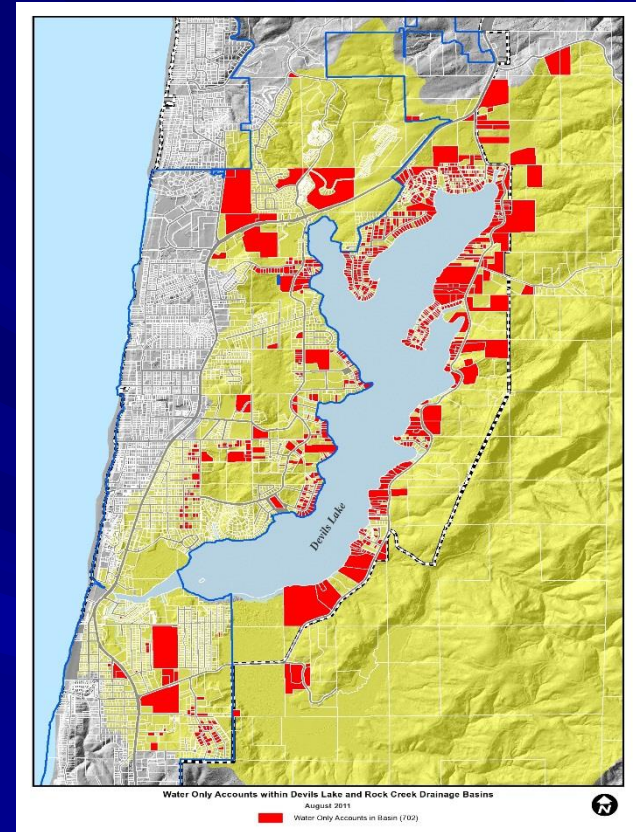 Devils Lake
Water Only Accounts within Devils Lake and Rock Creek Drainage Basins
August 2011
Water Only Accounts in Basin (702)
N